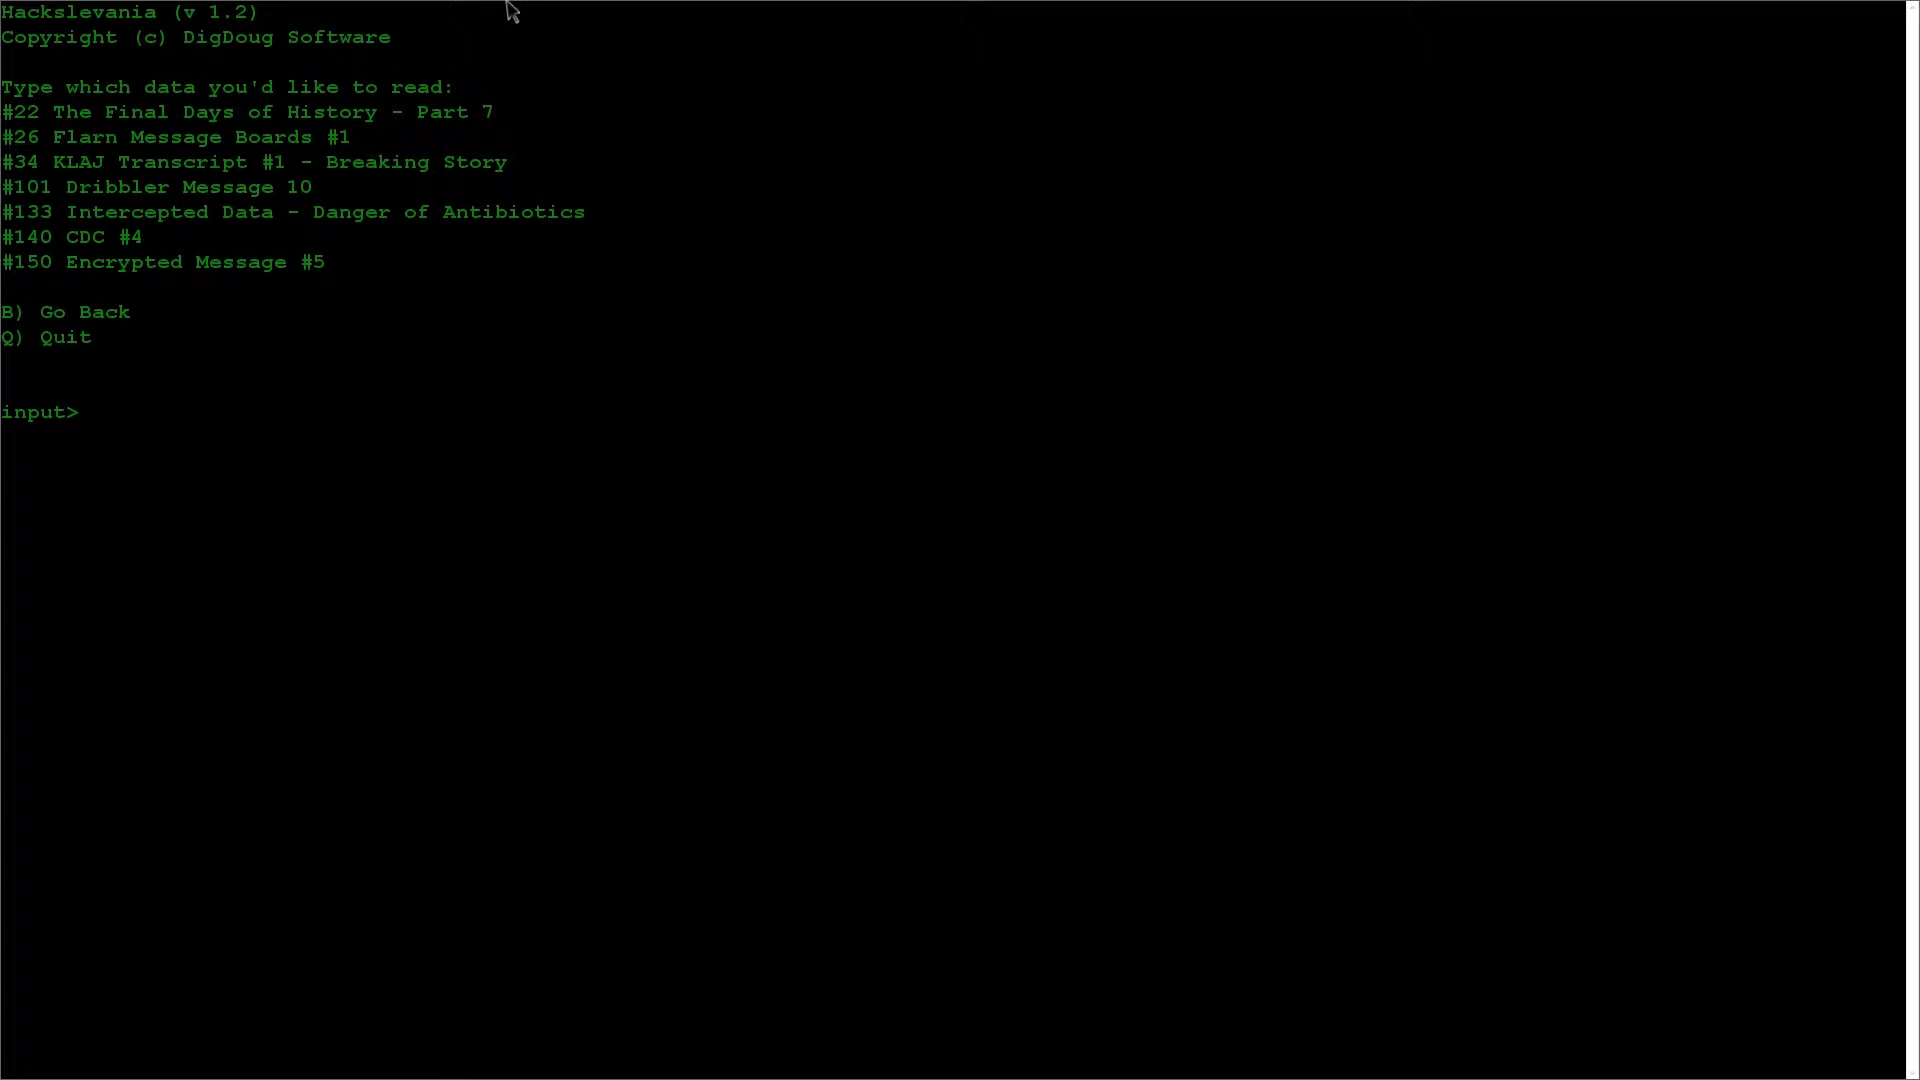 Hackslevania (v 1.2)
Copyright (c) DigDoug Software
Type which data you'd like to read:
#22 The Final Days of History - Part 7
#26 Flarn Message Boards #1
#34 KLAJ Transcript #1 - Breaking Story
#101 Dribbler Message 10
#133 Intercepted Data - Danger of Antibiotics
#140 CDC #4
#150 Encrypted Message #5
B) Go Back
Q) Quit
input>